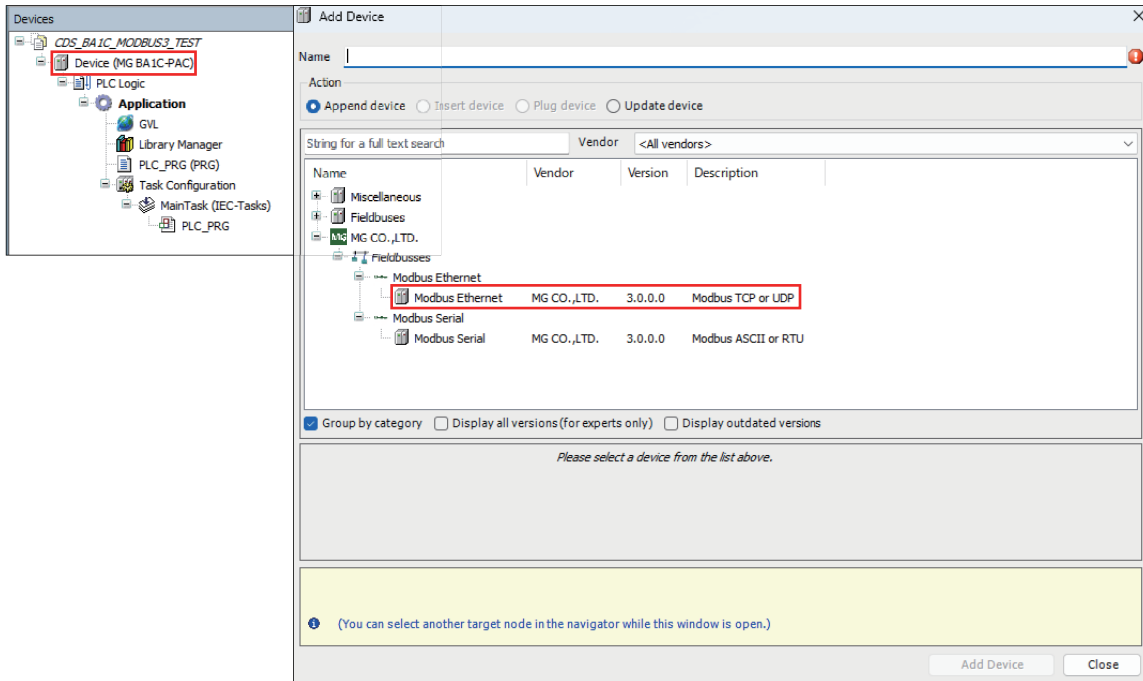 Devices
CDS_BA1C_MODBUS3_TEST
Device (MG BA1C-PAC)
PLC Logic
Application
GVL
Library Manager
PLC_PRG (PRG)
Task Configuration
MainTask (IEC-Tasks)
PLC_PRG
Add Device
Name
Action
Append device Insert device Plug device Update device
String for a full text search Vendor <All vendors>
Name Vendor Version Description
Miscellaneous
Fieldbuses
MG MG CO.,LTD.
Fieldbusses
Modbus Ethernet
Modbus Ethernet MG CO.,LTD. 3.0.0.0 Modbus TCP or UDP
Modbus Serial
Modbus Serial MG CO.,LTD. 3.0.0.0 Modbus ASCII or RTU
Group by category Display all versions (for experts only) Display outdated versions
Please select a device from the list above.
(You can select another target node in the navigator while this window is open.)
Add Device Close